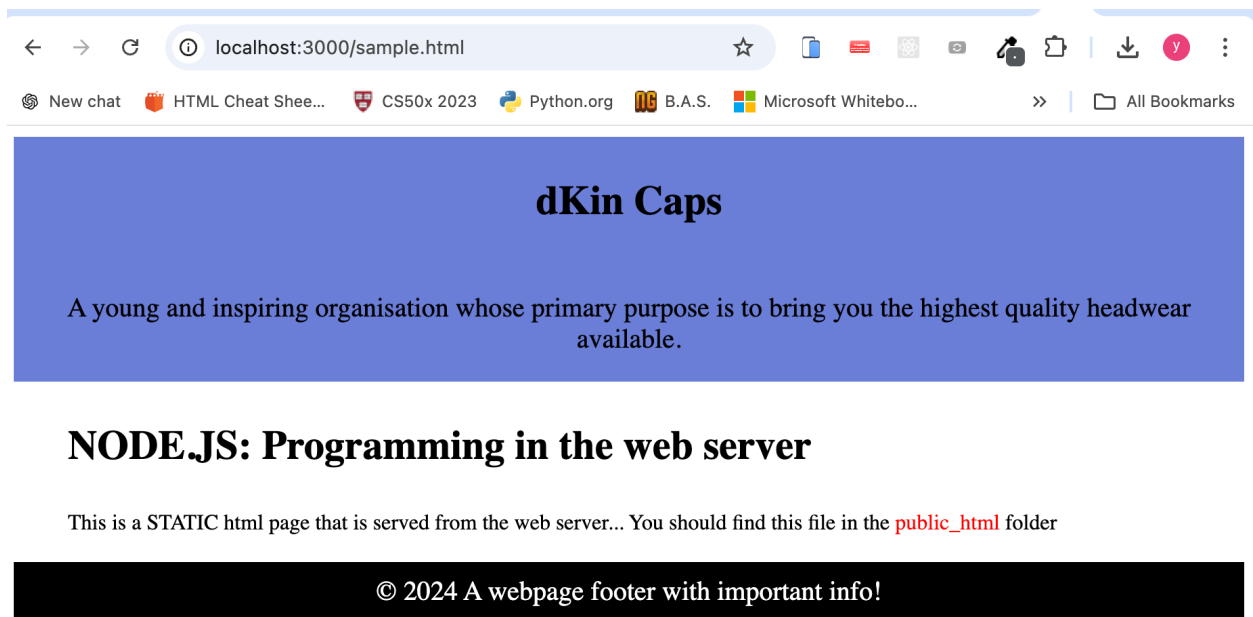 localhost:3000/sample.html
y
New chat HTML Cheat Shee... CS50x 2023 Python.org B.A.S. Microsoft Whitebo... » All Bookmarks
dKin Caps
A young and inspiring organisation whose primary purpose is to bring you the highest quality headwear
available.
NODE.JS: Programming in the web server
This is a STATIC html page that is served from the web server... You should find this file in the public_html folder
© 2024 A webpage footer with important info!